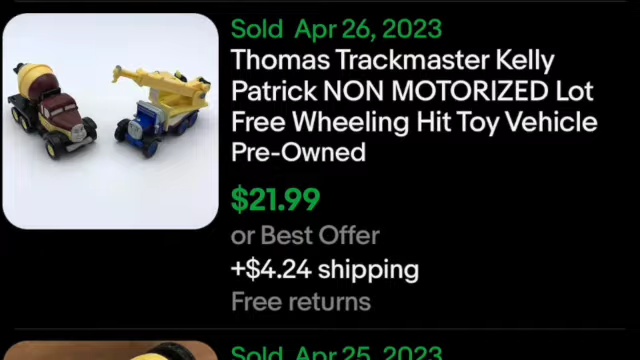 Sold Apr 26, 2023
Thomas Trackmaster Kelly
Patrick NON MOTORIZED Lot
Free Wheeling Hit Toy Vehicle
Pre-Owned
$21.99
or Best Offer
+$4.24 shipping
Free returns
Sold Apr 25, 2023